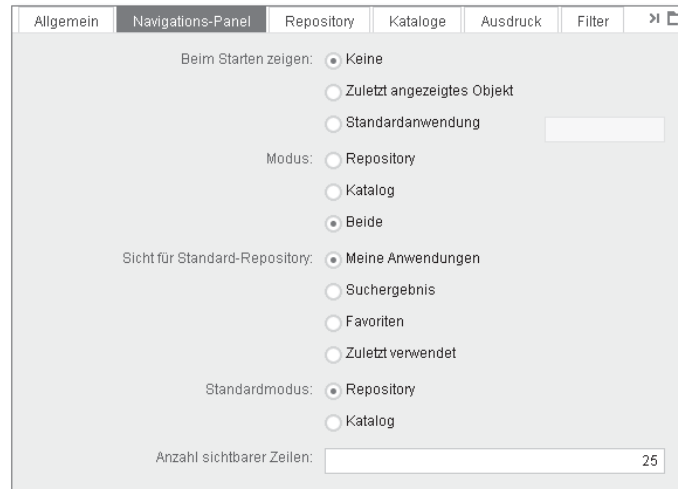 Allgemein Navigations-Panel Repository Kataloge Ausdruck Filter
Beim Starten zeigen: Keine
Zuletzt angezeigtes Objekt
Standardanwendung
Modus: Repository
Katalog
Beide
Sicht für Standard-Repository: Meine Anwendungen
Suchergebnis
Favoriten
Zuletzt verwendet
Standardmodus: Repository
Katalog
Anzahl sichtbarer Zeilen: 25